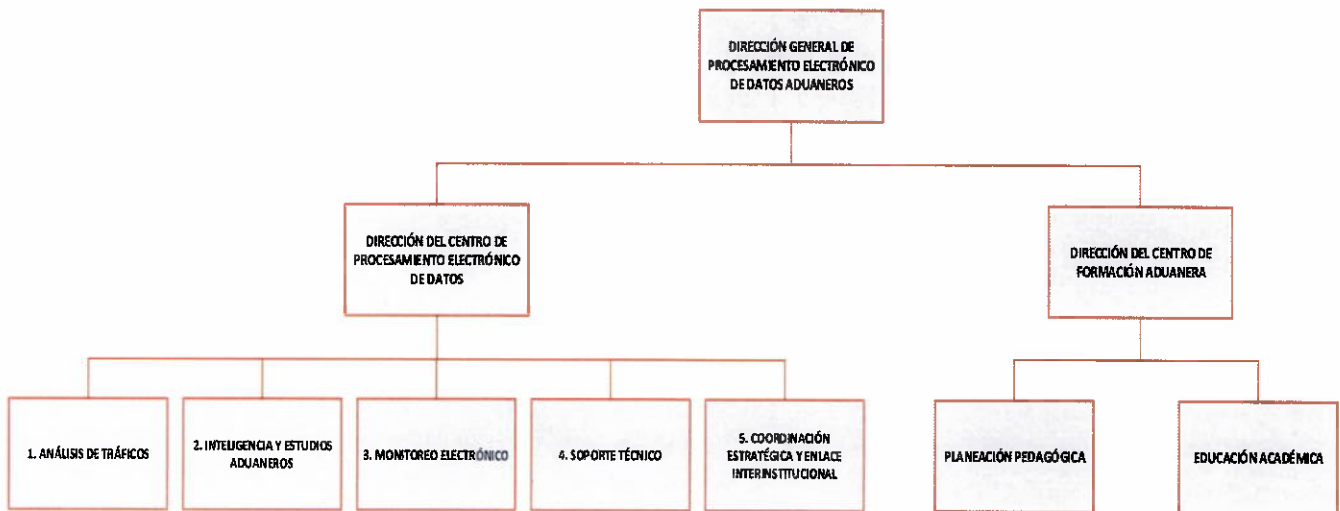 DIRECCIÓN GENERAL DE
PROCESAMIENTO ELECTRÓNICO
DE DATOS ADUANEROS
DIRECCIÓN DEL CENTRO DE
PROCESAMIENTO ELECTRÓNICO
DE DATOS
DIRECCIÓN DEL CENTRO DE
FORMACIÓN ADUANERA
1. ANÁLISIS DE TRÁFICOS
2. INTELIGENCIA Y ESTUDIOS
ADUANEROS
3. MONITOREO ELECTRÓNICO
4. SOPORTE TÉCNICO
5. COORDINACIÓN
ESTRATÉGICA Y ENLACE
INTERINSTITUCIONAL
PLANEACIÓN PEDAGÓGICA
EDUCACIÓN ACADÉMICA